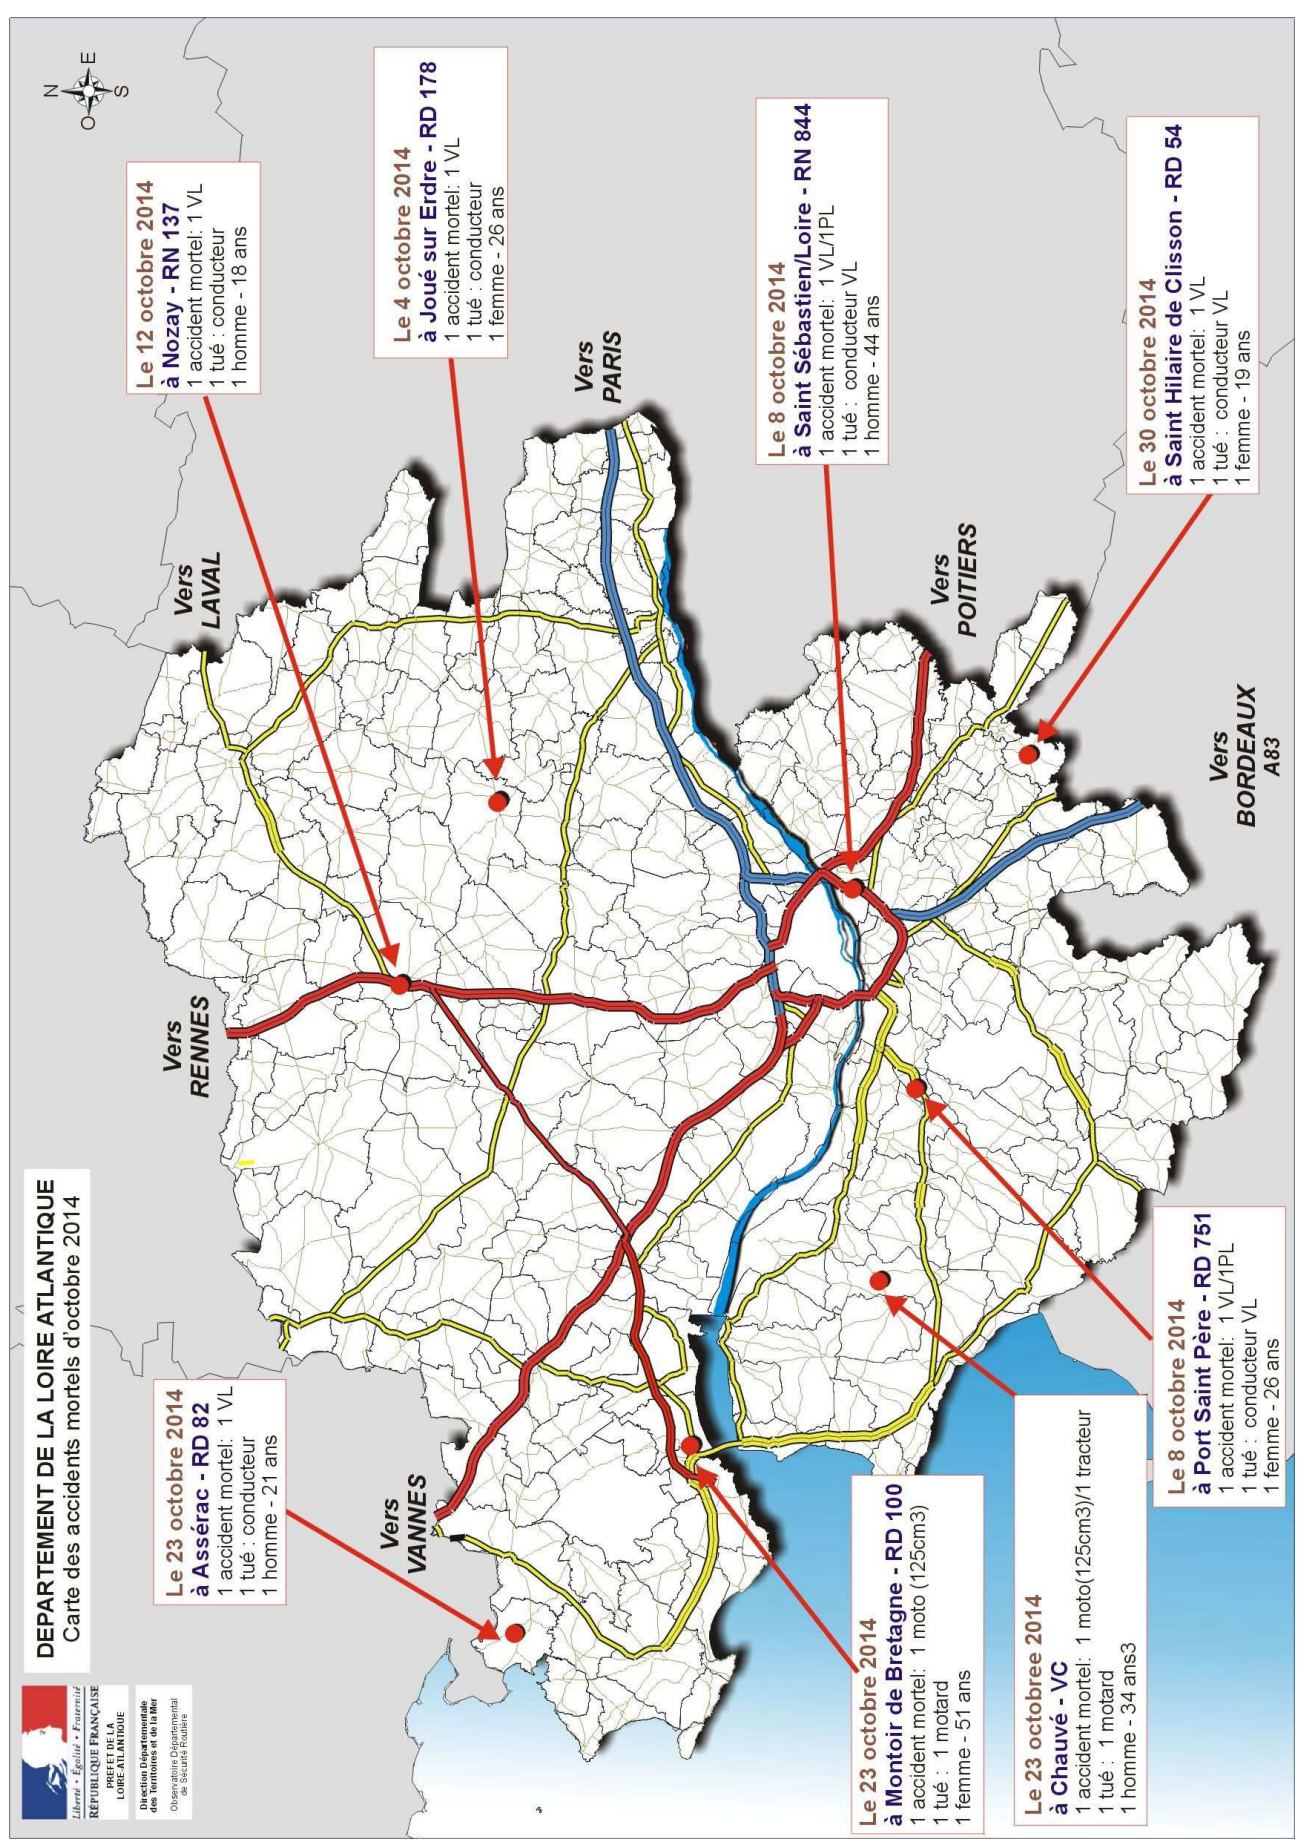 Liberté • Égalité • Fraternité
RÉPUBLIQUE FRANÇAISE
PREFET DE LA
LOIRE-ATLANTIQUE
Direction Départementale
des Territoires et de la Mer
Observatoire Départemental
de Sécurité Routière
DEPARTEMENT DE LA LOIRE ATLANTIQUE
Carte des accidents mortels d'octobre 2014
N
O
E
S
Le 12 octobre 2014
à Nozay - RN 137
1 accident mortel: 1 VL
1 tué : conducteur
1 homme - 18 ans
Le 23 octobre 2014
à Assérac - RD 82
1 accident mortel: 1 VL
1 tué : conducteur
1 homme - 21 ans
Vers
RENNES
Vers
LAVAL
Le 4 octobre 2014
à Joué sur Erdre - RD 178
1 accident mortel: 1 VL
1 tué : conducteur
1 femme - 26 ans
Vers
VANNES
Vers
PARIS
Le 8 octobre 2014
à Saint Sébastien/Loire - RN 844
1 accident mortel: 1 VL/1PL
1 tué : conducteur VL
1 homme - 44 ans
Le 23 octobre 2014
à Montoir de Bretagne - RD 100
1 accident mortel: 1 moto (125cm3)
1 tué : 1 motard
1 femme - 51 ans
Vers
POITIERS
Le 23 octobree 2014
à Chauvé - VC
1 accident mortel: 1 moto(125cm3)/1 tracteur
1 tué : 1 motard
1 homme - 34 ans3
Le 8 octobre 2014
à Port Saint Père - RD 751
1 accident mortel: 1 VL/1PL
1 tué : conducteur VL
1 femme - 26 ans
Le 30 octobre 2014
à Saint Hilaire de Clisson - RD 54
1 accident mortel: 1 VL
1 tué : conducteur VL
1 femme - 19 ans
Vers
BORDEAUX
A83